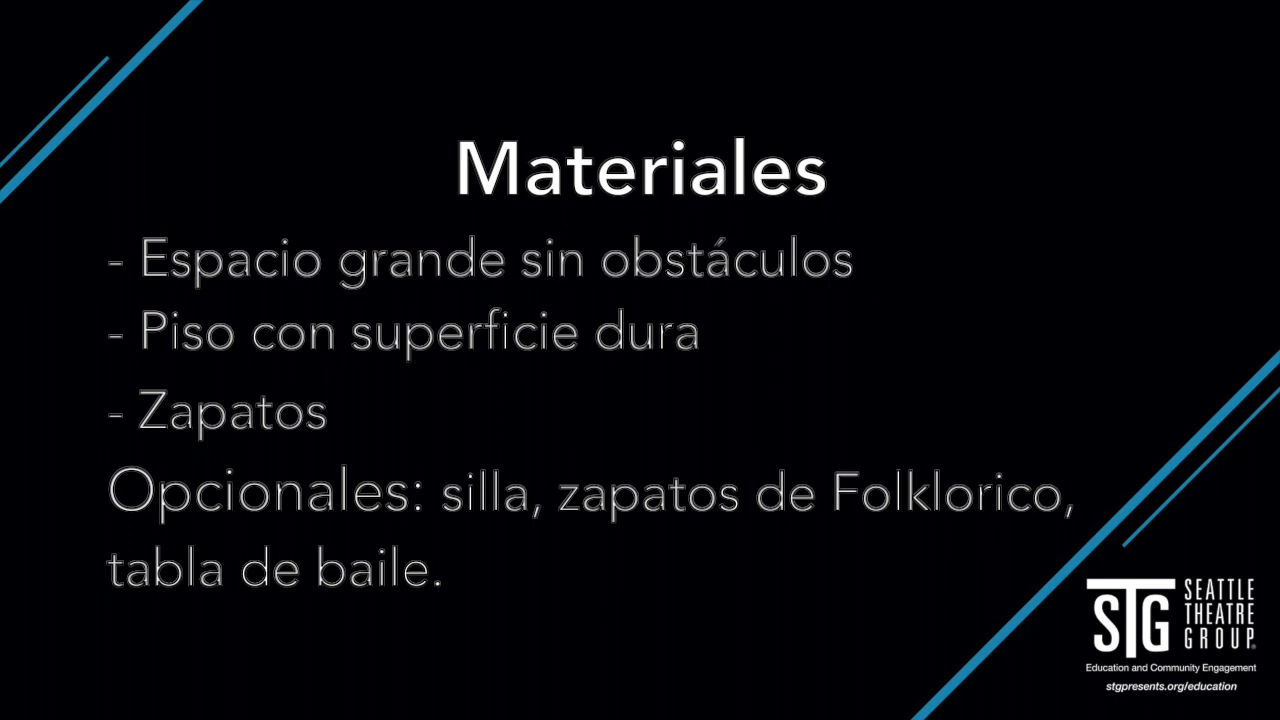 Materiales
- Espacio grande sin obstáculos
- Piso con superficie dura
- Zapatos
Opcionales: silla, zapatos de Folklorico,
tabla de baile.
STG SEATTLE THEATRE GROUP®
Education and Community Engagement
stgpresents.org/education